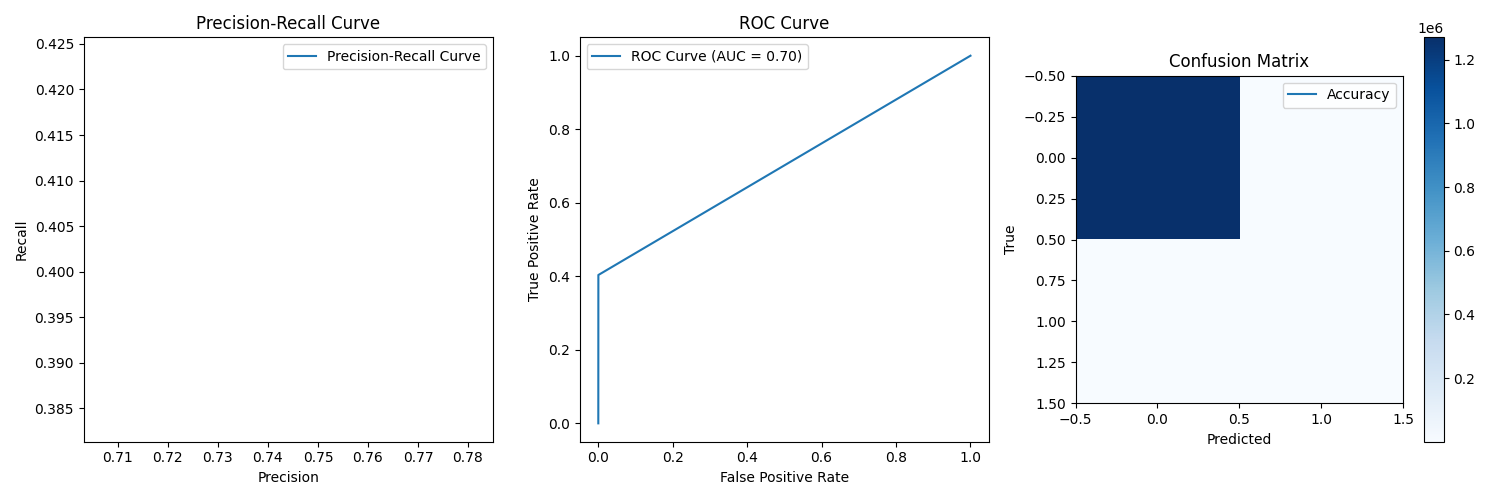 Precision-Recall Curve
0.425
0.420
0.415
0.410
0.405
0.400
0.395
0.390
0.385
Recall
Precision-Recall Curve
0.71 0.72 0.73 0.74 0.75 0.76 0.77 0.78
Precision
ROC Curve
1.0
0.8
0.6
0.4
0.2
0.0
True Positive Rate
ROC Curve (AUC = 0.70)
0.0 0.2 0.4 0.6 0.8 1.0
False Positive Rate
Confusion Matrix
−0.50
−0.25
0.00
0.25
0.50
0.75
1.00
1.25
1.50
True
Accuracy
−0.5 0.0 0.5 1.0 1.5
Predicted
1e6
1.2
1.0
0.8
0.6
0.4
0.2